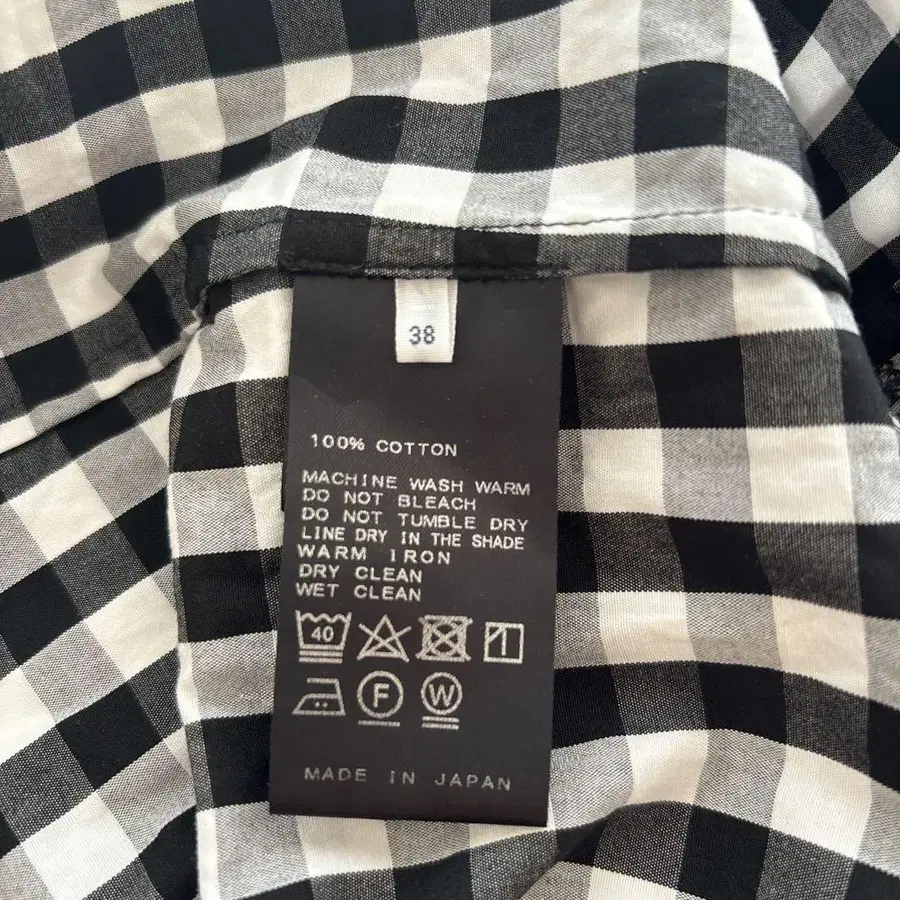 38
100% COTTON
MACHINE WASH WARM
DO NOT BLEACH
DO NOT TUMBLE DRY
LINE DRY IN THE SHADE
WARM IRON
DRY CLEAN
WET CLEAN
40
F W
MADE IN JAPAN